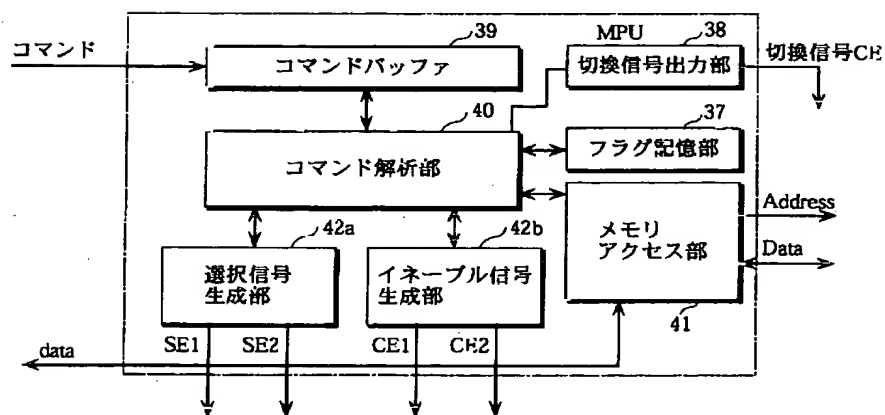 コマンド
39
コマンドバッファ
MPU
38
切換信号出力部
切換信号CE
40
コマンド解析部
37
フラグ記憶部
メモリ
アクセス部
Address
Data
41
42a
選択信号
生成部
42b
イネーブル信号
生成部
SE1
SE2
CE1
CE2
data